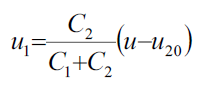 u₁= C₂/(C₁+C₂) (u−u₂₀)